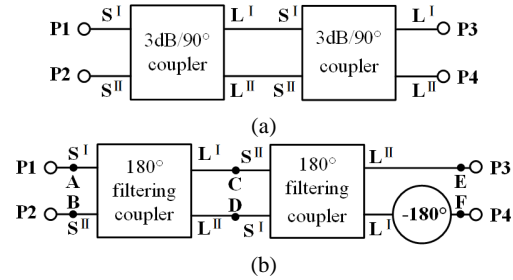 P1 S^I 3dB/90° coupler L^I S^I 3dB/90° coupler L^I P3
P2 S^II L^II S^II L^II P4
(a)
P1 S^I A 180° filtering coupler L^I C S^II 180° filtering coupler L^II E P3
P2 B S^II L^II D S^I L^I -180° F P4
(b)